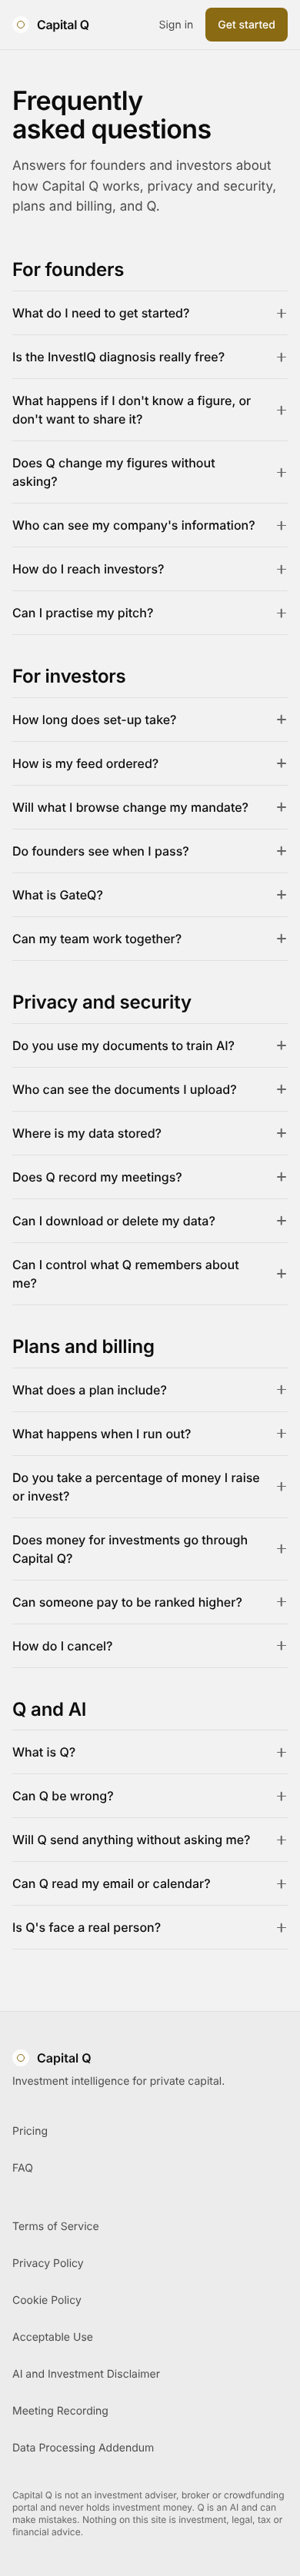 Capital Q
Sign in
Get started
Frequently
asked questions
Answers for founders and investors about
how Capital Q works, privacy and security,
plans and billing, and Q.
For founders
What do I need to get started?
Is the InvestIQ diagnosis really free?
What happens if I don't know a figure, or
don't want to share it?
Does Q change my figures without
asking?
Who can see my company's information?
How do I reach investors?
Can I practise my pitch?
For investors
How long does set-up take?
How is my feed ordered?
Will what I browse change my mandate?
Do founders see when I pass?
What is GateQ?
Can my team work together?
Privacy and security
Do you use my documents to train AI?
Who can see the documents I upload?
Where is my data stored?
Does Q record my meetings?
Can I download or delete my data?
Can I control what Q remembers about
me?
Plans and billing
What does a plan include?
What happens when I run out?
Do you take a percentage of money I raise
or invest?
Does money for investments go through
Capital Q?
Can someone pay to be ranked higher?
How do I cancel?
Q and AI
What is Q?
Can Q be wrong?
Will Q send anything without asking me?
Can Q read my email or calendar?
Is Q's face a real person?
Capital Q
Investment intelligence for private capital.
Pricing
FAQ
Terms of Service
Privacy Policy
Cookie Policy
Acceptable Use
AI and Investment Disclaimer
Meeting Recording
Data Processing Addendum
Capital Q is not an investment adviser, broker or crowdfunding
portal and never holds investment money. Q is an AI and can
make mistakes. Nothing on this site is investment, legal, tax or
financial advice.